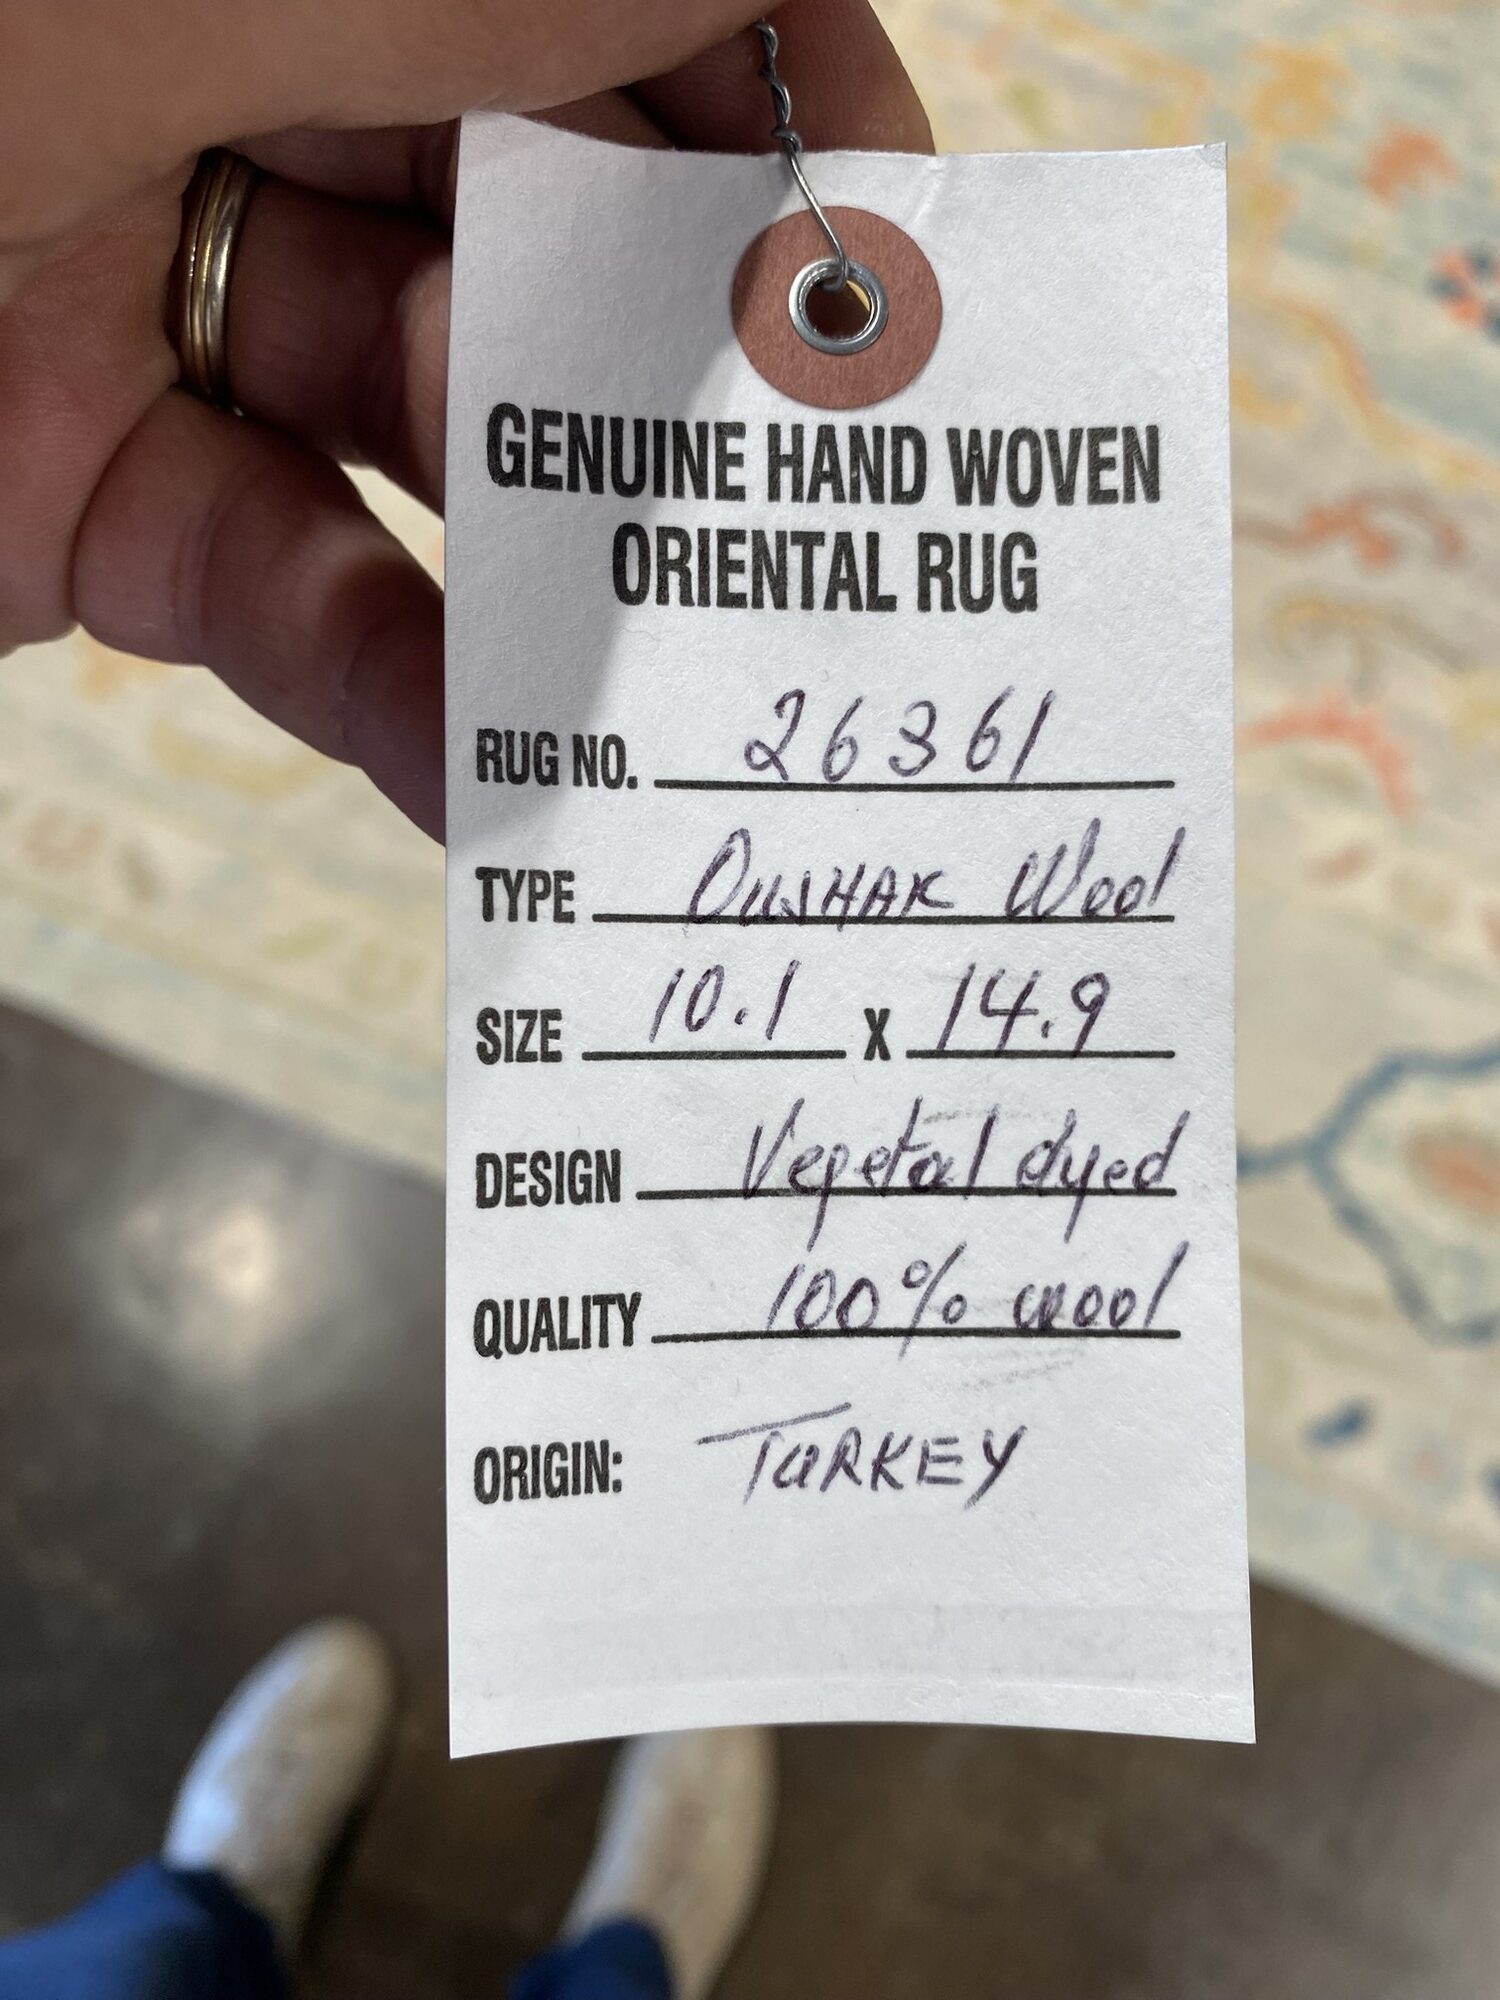 GENUINE HAND WOVEN
ORIENTAL RUG
RUG NO. 26361
TYPE OUSHAK Wool
SIZE 10.1 X 14.9
DESIGN Vegetal dyed
QUALITY 100% wool
ORIGIN: TURKEY